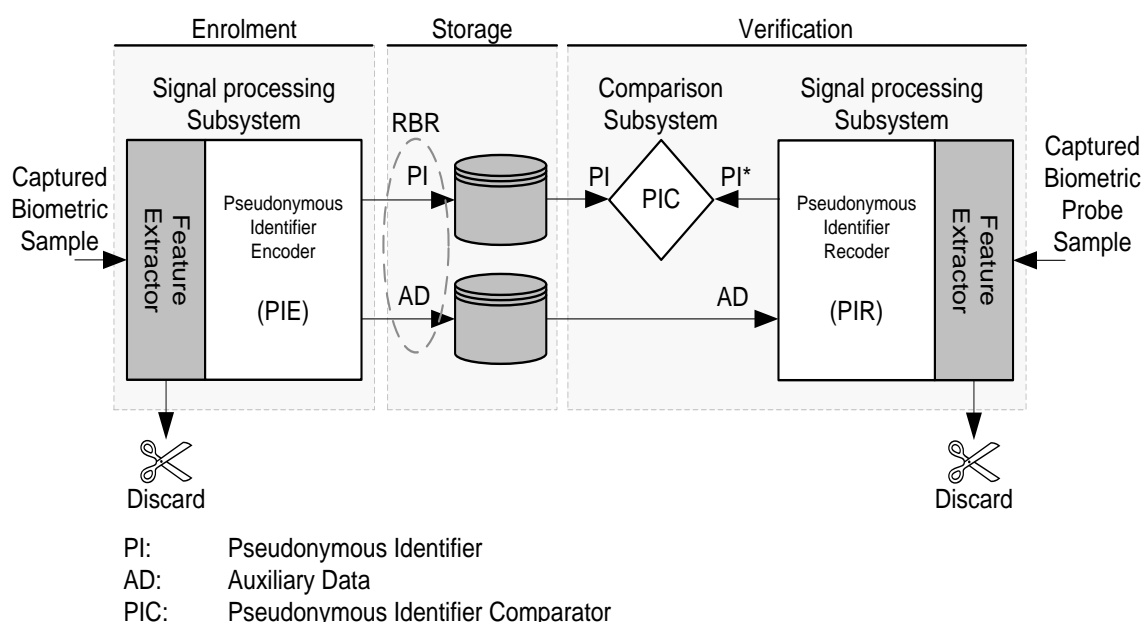 Enrolment
Storage
Verification
Signal processing
Subsystem
Comparison
Subsystem
Signal processing
Subsystem
RBR
Captured
Biometric
Sample
Feature
Extractor
Pseudonymous
Identifier
Encoder
(PIE)
PI
AD
PI
PIC
PI*
AD
Pseudonymous
Identifier
Recoder
(PIR)
Feature
Extractor
Captured
Biometric
Probe
Sample
Discard
Discard
PI: Pseudonymous Identifier
AD: Auxiliary Data
PIC: Pseudonymous Identifier Comparator